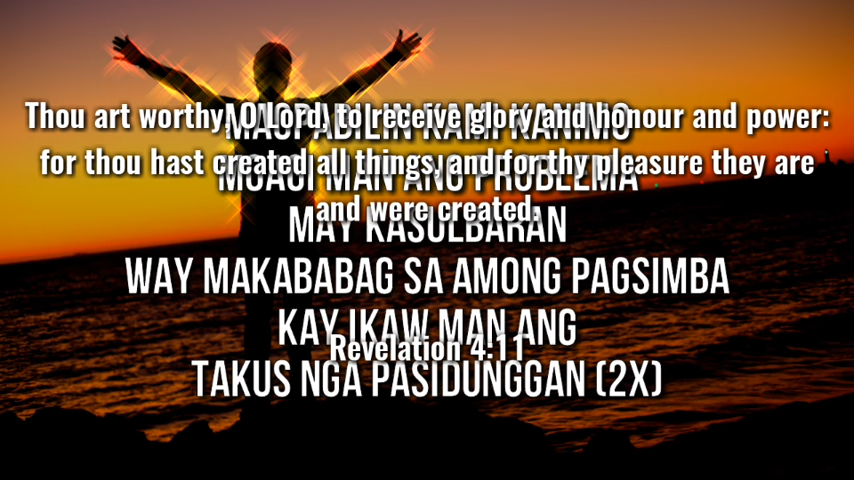 Thou art worthy, O Lord, to receive glory and honour and power:
for thou hast created all things, and for thy pleasure they are
and were created.
Revelation 4:11
MAGPABILIN KAMI KANIMO
MOAGI MAN ANG PROBLEMA
MAY KASULBARAN
WAY MAKABABAG SA AMONG PAGSIMBA
KAY IKAW MAN ANG
TAKUS NGA PASIDUNGGAN (2X)